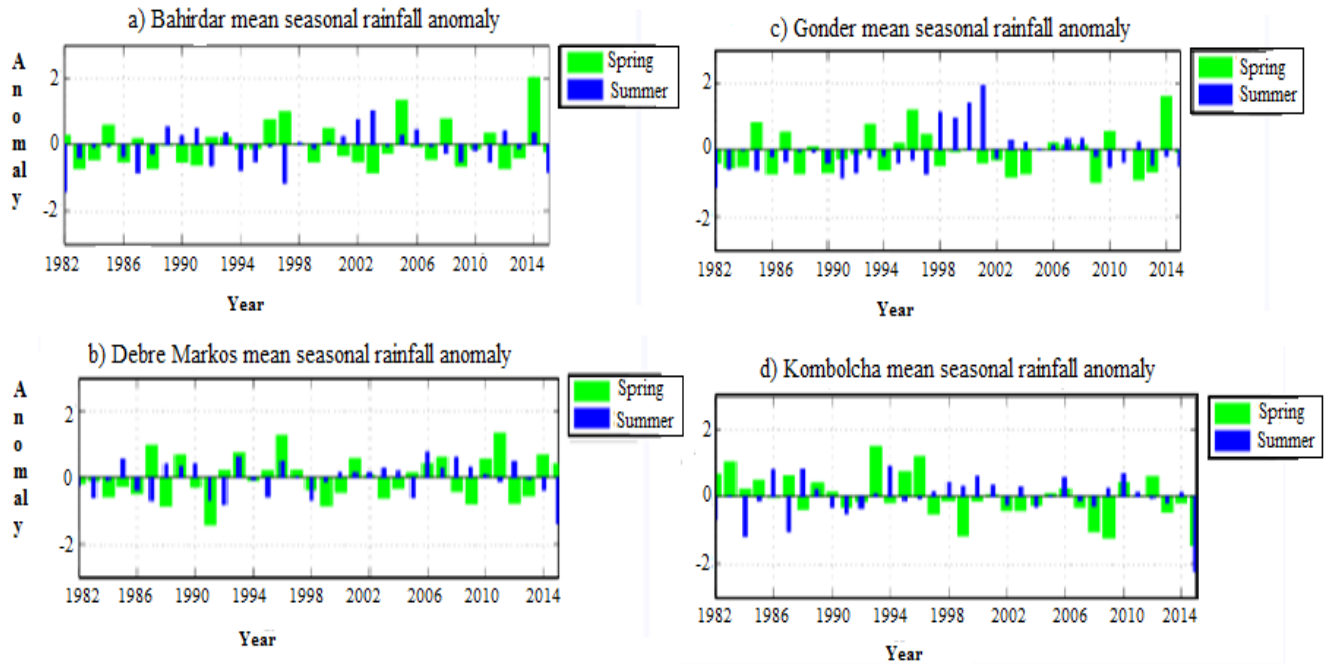 a) Bahirdar mean seasonal rainfall anomaly
Anomaly
Spring
Summer
2
0
-2
1982 1986 1990 1994 1998 2002 2006 2010 2014
Year
c) Gonder mean seasonal rainfall anomaly
Spring
Summer
2
0
-2
1982 1986 1990 1994 1998 2002 2006 2010 2014
Year
b) Debre Markos mean seasonal rainfall anomaly
Anomaly
Spring
Summer
2
0
-2
1982 1986 1990 1994 1998 2002 2006 2010 2014
Year
d) Kombolcha mean seasonal rainfall anomaly
Spring
Summer
2
0
-2
1982 1986 1990 1994 1998 2002 2006 2010 2014
Year